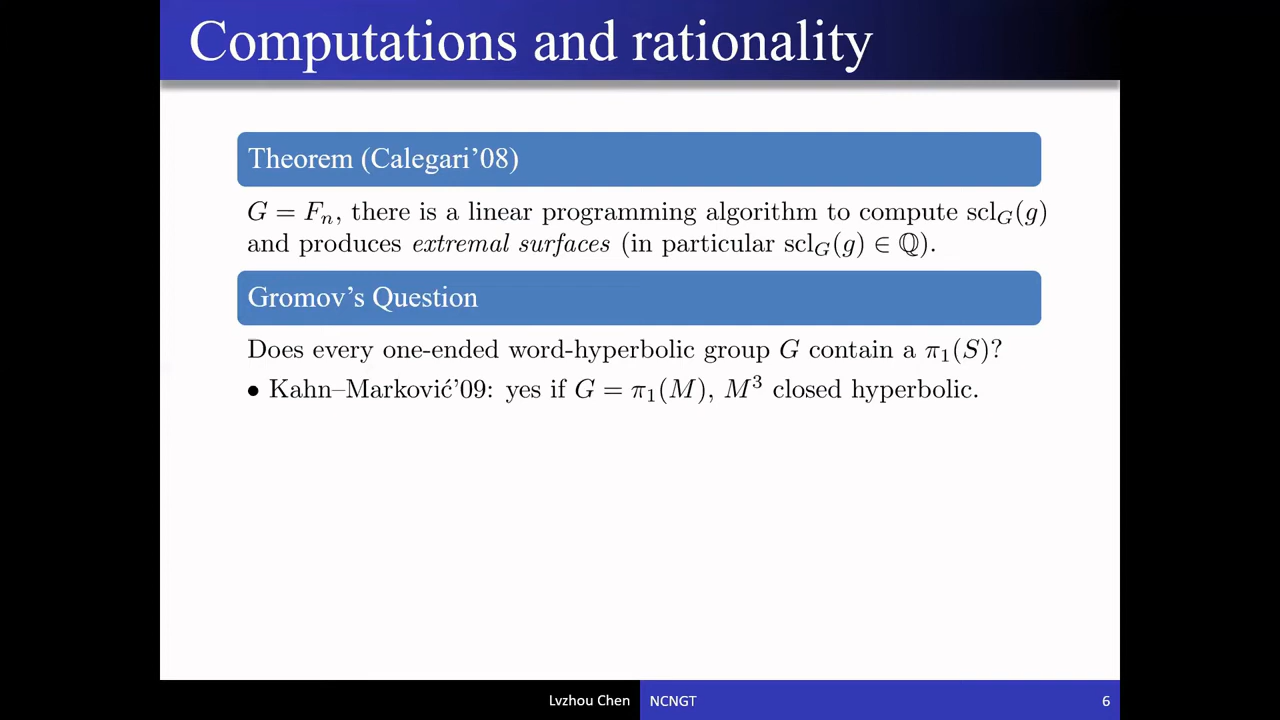 Computations and rationality
Theorem (Calegari’08)
G = Fₙ, there is a linear programming algorithm to compute scl_G(g)
and produces extremal surfaces (in particular scl_G(g) ∈ ℚ).
Gromov’s Question
Does every one-ended word-hyperbolic group G contain a π₁(S)?
• Kahn–Marković’09: yes if G = π₁(M), M³ closed hyperbolic.
Lvzhou Chen NCNGT 6